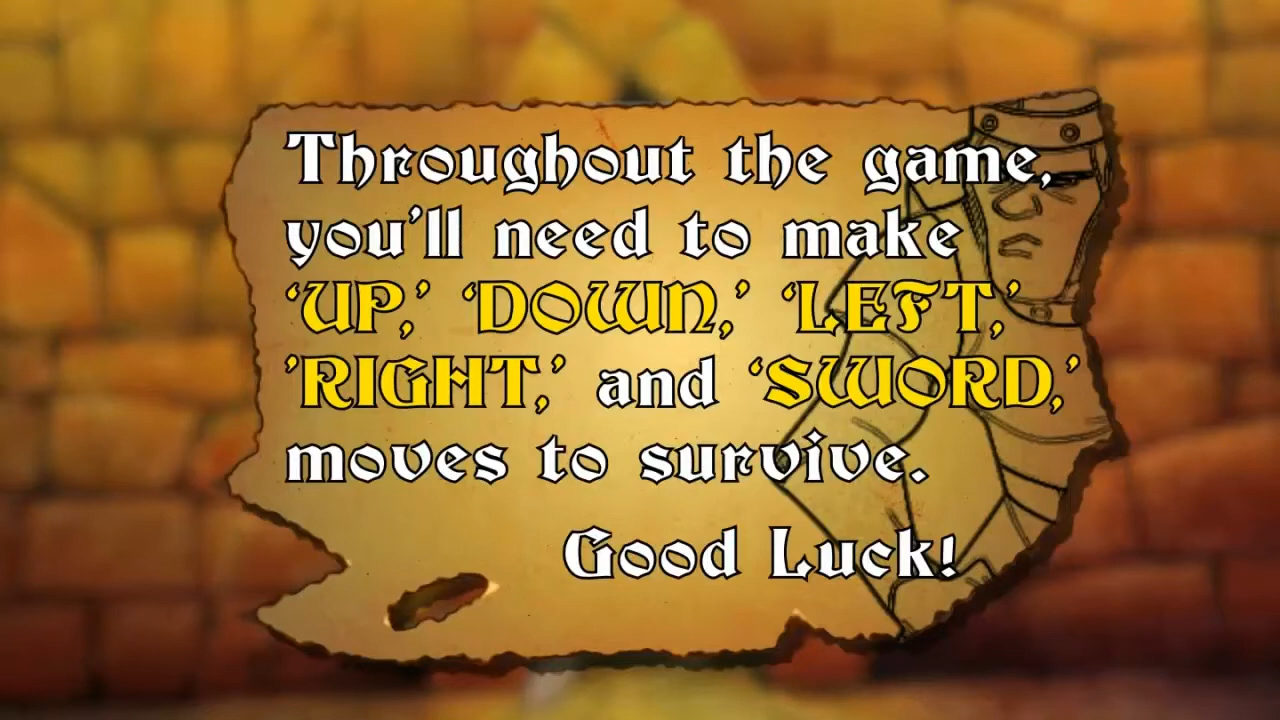 Throughout the game,
you'll need to make
‘UP,’ ‘DOWN,’ ‘LEFT,’
’RIGHT,’ and ‘SWORD,’
moves to survive.
Good Luck!